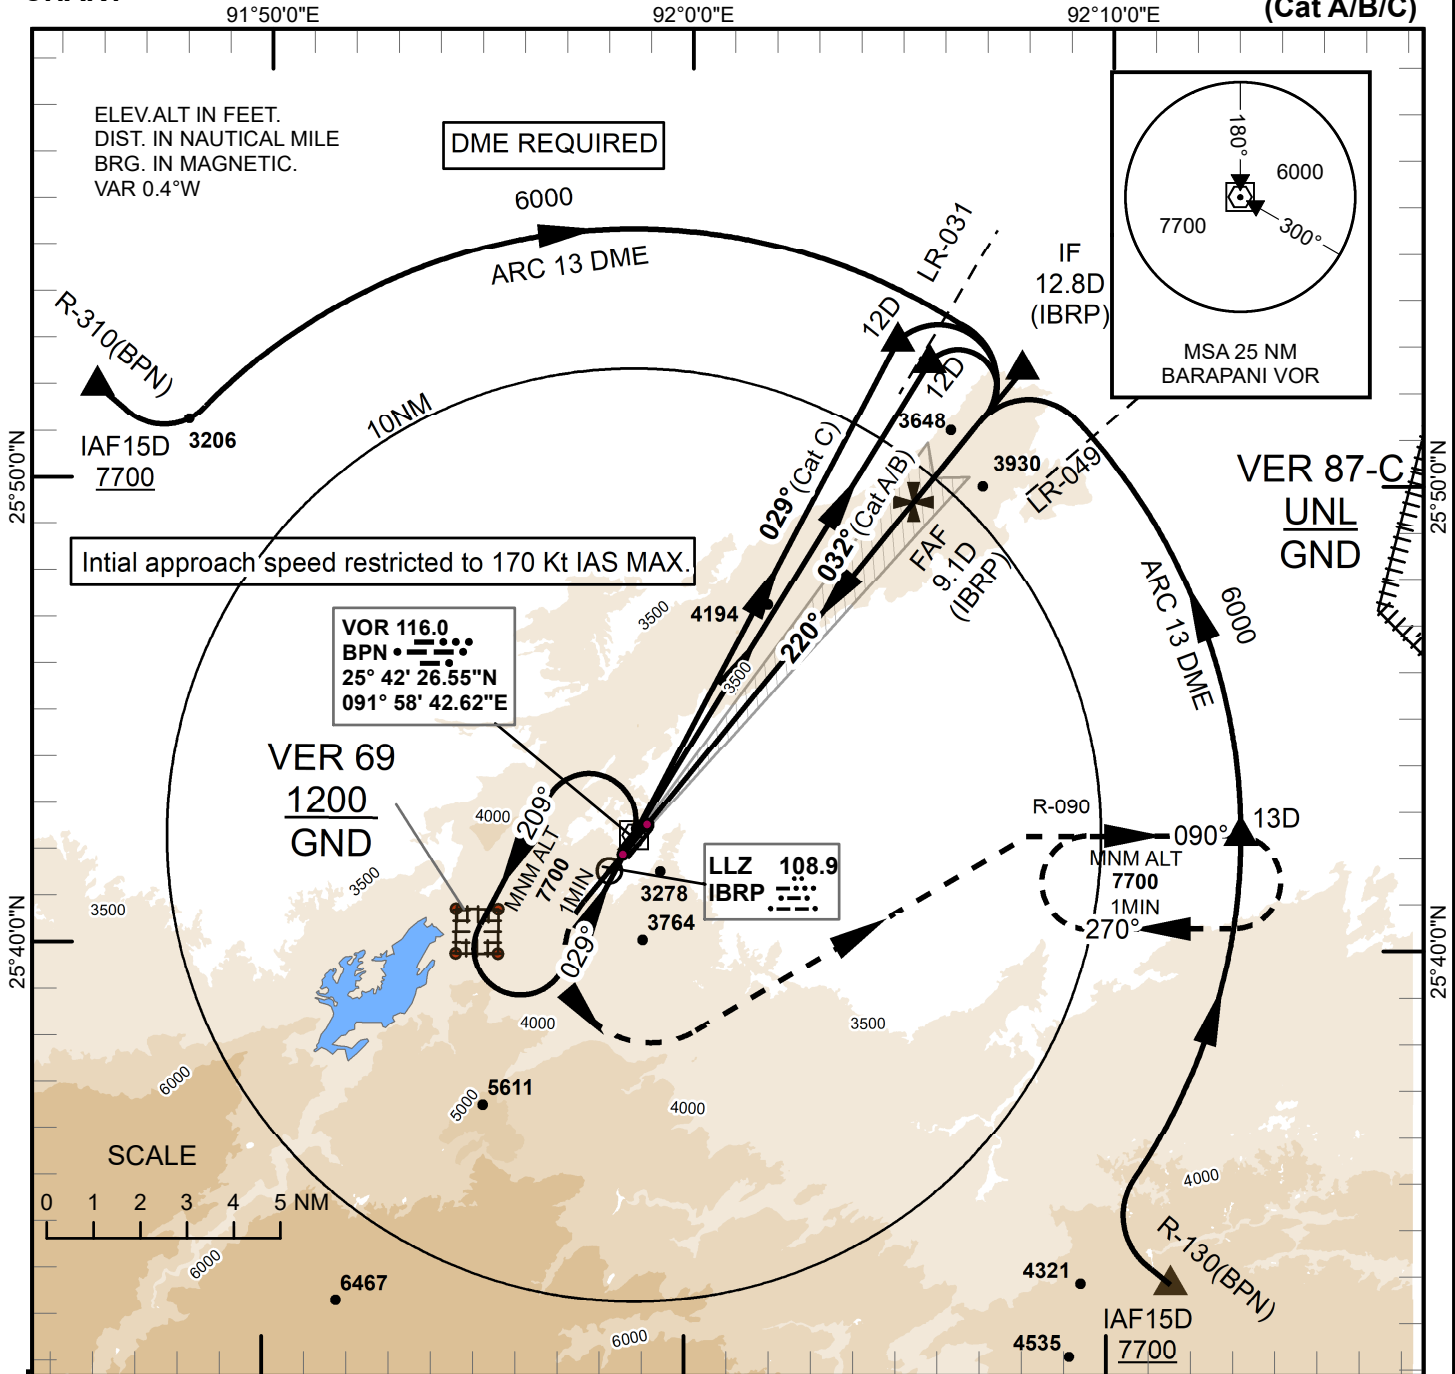 91°50'0"E
92°0'0"E
92°10'0"E
(Cat A/B/C)
ELEV.ALT IN FEET.
DIST. IN NAUTICAL MILE
BRG. IN MAGNETIC.
VAR 0.4°W
DME REQUIRED
6000
ARC 13 DME
LR-031
IF
12.8D
(IBRP)
180°
6000
7700
300°
MSA 25 NM
BARAPANI VOR
R-310(BPN)
IAF15D
7700
3206
10NM
12D
12D
3648
3930
LR-049
25°50'0"N
VER 87-C
UNL
GND
25°50'0"N
029°(Cat C)
032°(Cat A/B)
220°
FAF
9.1D
(IBRP)
Intial approach speed restricted to 170 Kt IAS MAX.
4194
3500
3500
ARC 13 DME
6000
VOR 116.0
BPN
25° 42' 26.55"N
091° 58' 42.62"E
VER 69
1200
GND
4000
209°
MNM ALT
7700
1MIN
029°
LLZ 108.9
IBRP
3278
3764
R-090
090°
13D
MNM ALT
7700
1MIN
270°
3500
3500
25°40'0"N
25°40'0"N
4000
3500
6000
5000
5611
4000
SCALE
0 1 2 3 4 5 NM
6000
6467
6000
4000
R-130(BPN)
4321
IAF15D
7700
4535